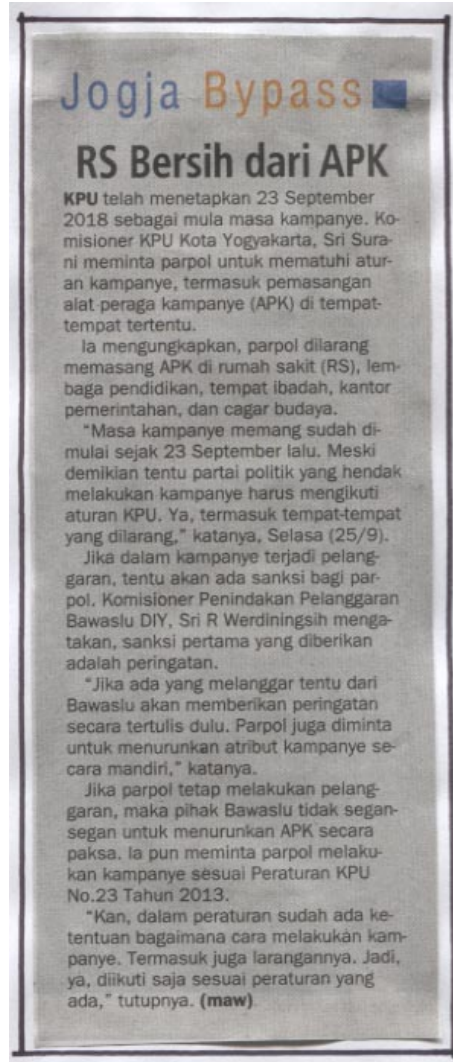 Jogja Bypass
RS Bersih dari APK
KPU telah menetapkan 23 September
2018 sebagai mula masa kampanye. Ko-
misioner KPU Kota Yogyakarta, Sri Sura-
ni meminta parpol untuk mematuhi atur-
an kampanye, termasuk pemasangan
alat peraga kampanye (APK) di tempat-
tempat tertentu.
Ia mengungkapkan, parpol dilarang
memasang APK di rumah sakit (RS), lem-
baga pendidikan, tempat ibadah, kantor
pemerintahan, dan cagar budaya.
"Masa kampanye memang sudah di-
mulai sejak 23 September lalu. Meski
demikian tentu partai politik yang hendak
melakukan kampanye harus mengikuti
aturan KPU. Ya, termasuk tempat-tempat
yang dilarang," katanya, Selasa (25/9).
Jika dalam kampanye terjadi pelang-
garan, tentu akan ada sanksi bagi par-
pol. Komisioner Penindakan Pelanggaran
Bawaslu DIY, Sri R Werdiningsih menga-
takan, sanksi pertama yang diberikan
adalah peringatan.
"Jika ada yang melanggar tentu dari
Bawaslu akan memberikan peringatan
secara tertulis dulu. Parpol juga diminta
untuk menurunkan atribut kampanye se-
cara mandiri," katanya.
Jika parpol tetap melakukan pelang-
garan, maka pihak Bawaslu tidak segan-
segan untuk menurunkan APK secara
paksa. Ia pun meminta parpol melaku-
kan kampanye sesuai Peraturan KPU
No.23 Tahun 2013.
"Kan, dalam peraturan sudah ada ke-
tentuan bagaimana cara melakukan kam-
panye. Termasuk juga larangannya. Jadi,
ya, diikuti saja sesuai peraturan yang
ada," tutupnya. (maw)